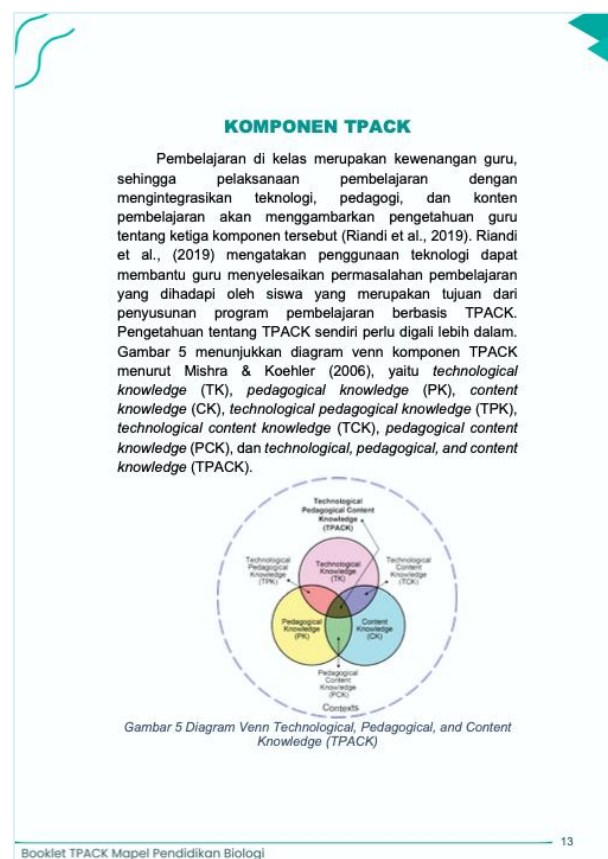 KOMPONEN TPACK
Pembelajaran di kelas merupakan kewenangan guru,
sehingga pelaksanaan pembelajaran dengan
mengintegrasikan teknologi, pedagogi, dan konten
pembelajaran akan menggambarkan pengetahuan guru
tentang ketiga komponen tersebut (Riandi et al., 2019). Riandi
et al., (2019) mengatakan penggunaan teknologi dapat
membantu guru menyelesaikan permasalahan pembelajaran
yang dihadapi oleh siswa yang merupakan tujuan dari
penyusunan program pembelajaran berbasis TPACK.
Pengetahuan tentang TPACK sendiri perlu digali lebih dalam.
Gambar 5 menunjukkan diagram venn komponen TPACK
menurut Mishra & Koehler (2006), yaitu technological
knowledge (TK), pedagogical knowledge (PK), content
knowledge (CK), technological pedagogical knowledge (TPK),
technological content knowledge (TCK), pedagogical content
knowledge (PCK), dan technological, pedagogical, and content
knowledge (TPACK).
Technological
Pedagogical Content
Knowledge
(TPACK)
Technological
Pedagogical
Knowledge
(TPK)
Technological
Knowledge
(TK)
Technological
Content
Knowledge
(TCK)
Pedagogical
Knowledge
(PK)
Content
Knowledge
(CK)
Pedagogical
Content
Knowledge
(PCK)
Contexts
Gambar 5 Diagram Venn Technological, Pedagogical, and Content
Knowledge (TPACK)
13
Booklet TPACK Mapel Pendidikan Biologi